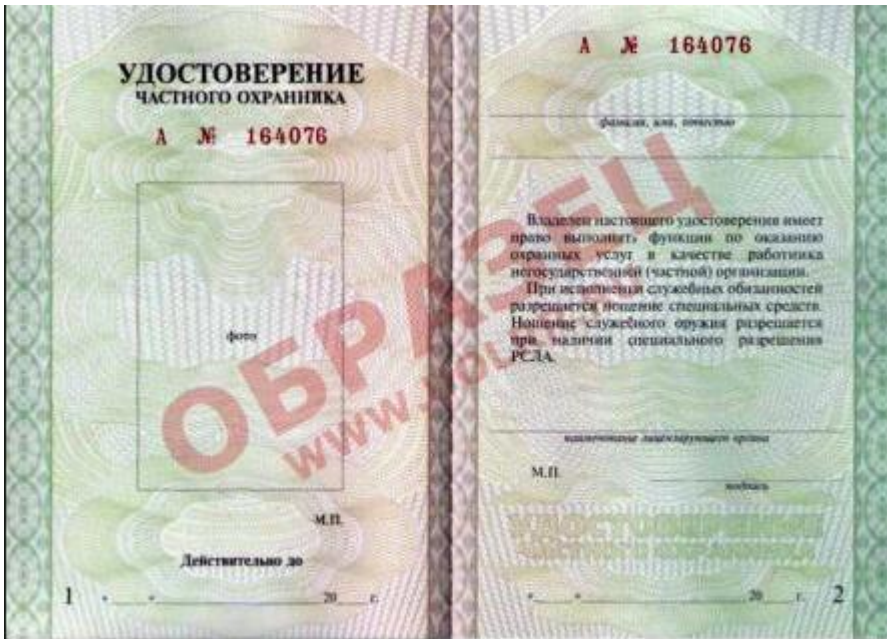 УДОСТОВЕРЕНИЕ
ЧАСТНОГО ОХРАННИКА
А № 164076
фото
М.П.
Действительно до
1 « » 20 г.
А № 164076
фамилия, имя, отчество
Владелец настоящего удостоверения имеет
право выполнять функции по оказанию
охранных услуг в качестве работника
негосударственной (частной) организации.
При исполнении служебных обязанностей
разрешается ношение специальных средств.
Ношение служебного оружия разрешается
при наличии специального разрешения
РСЛА.
наименование лицензирующего органа
М.П.
подпись
УДОСТОВЕРЕНИЕ
ЧАСТНОГО ОХРАННИКА
« » 20 г. 2
ОБРАЗЕЦ